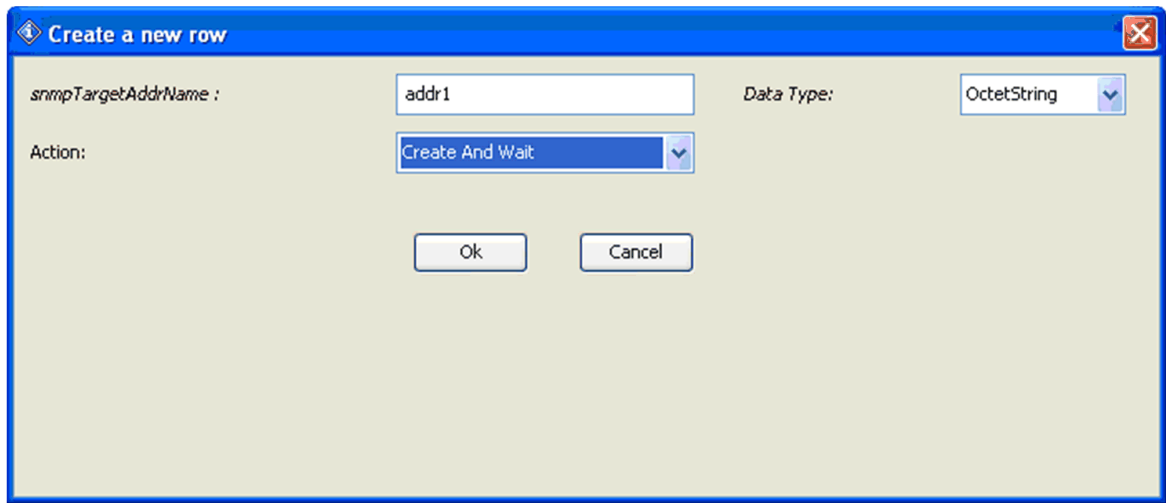 Create a new row
snmpTargetAddrName : addr1 Data Type: OctetString
Action: Create And Wait
Ok Cancel